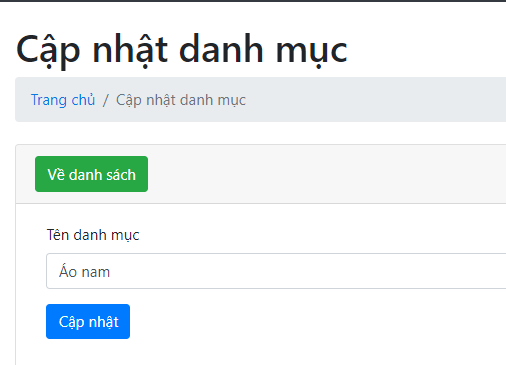 Cập nhật danh mục
Trang chủ / Cập nhật danh mục
Về danh sách
Tên danh mục
Áo nam
Cập nhật